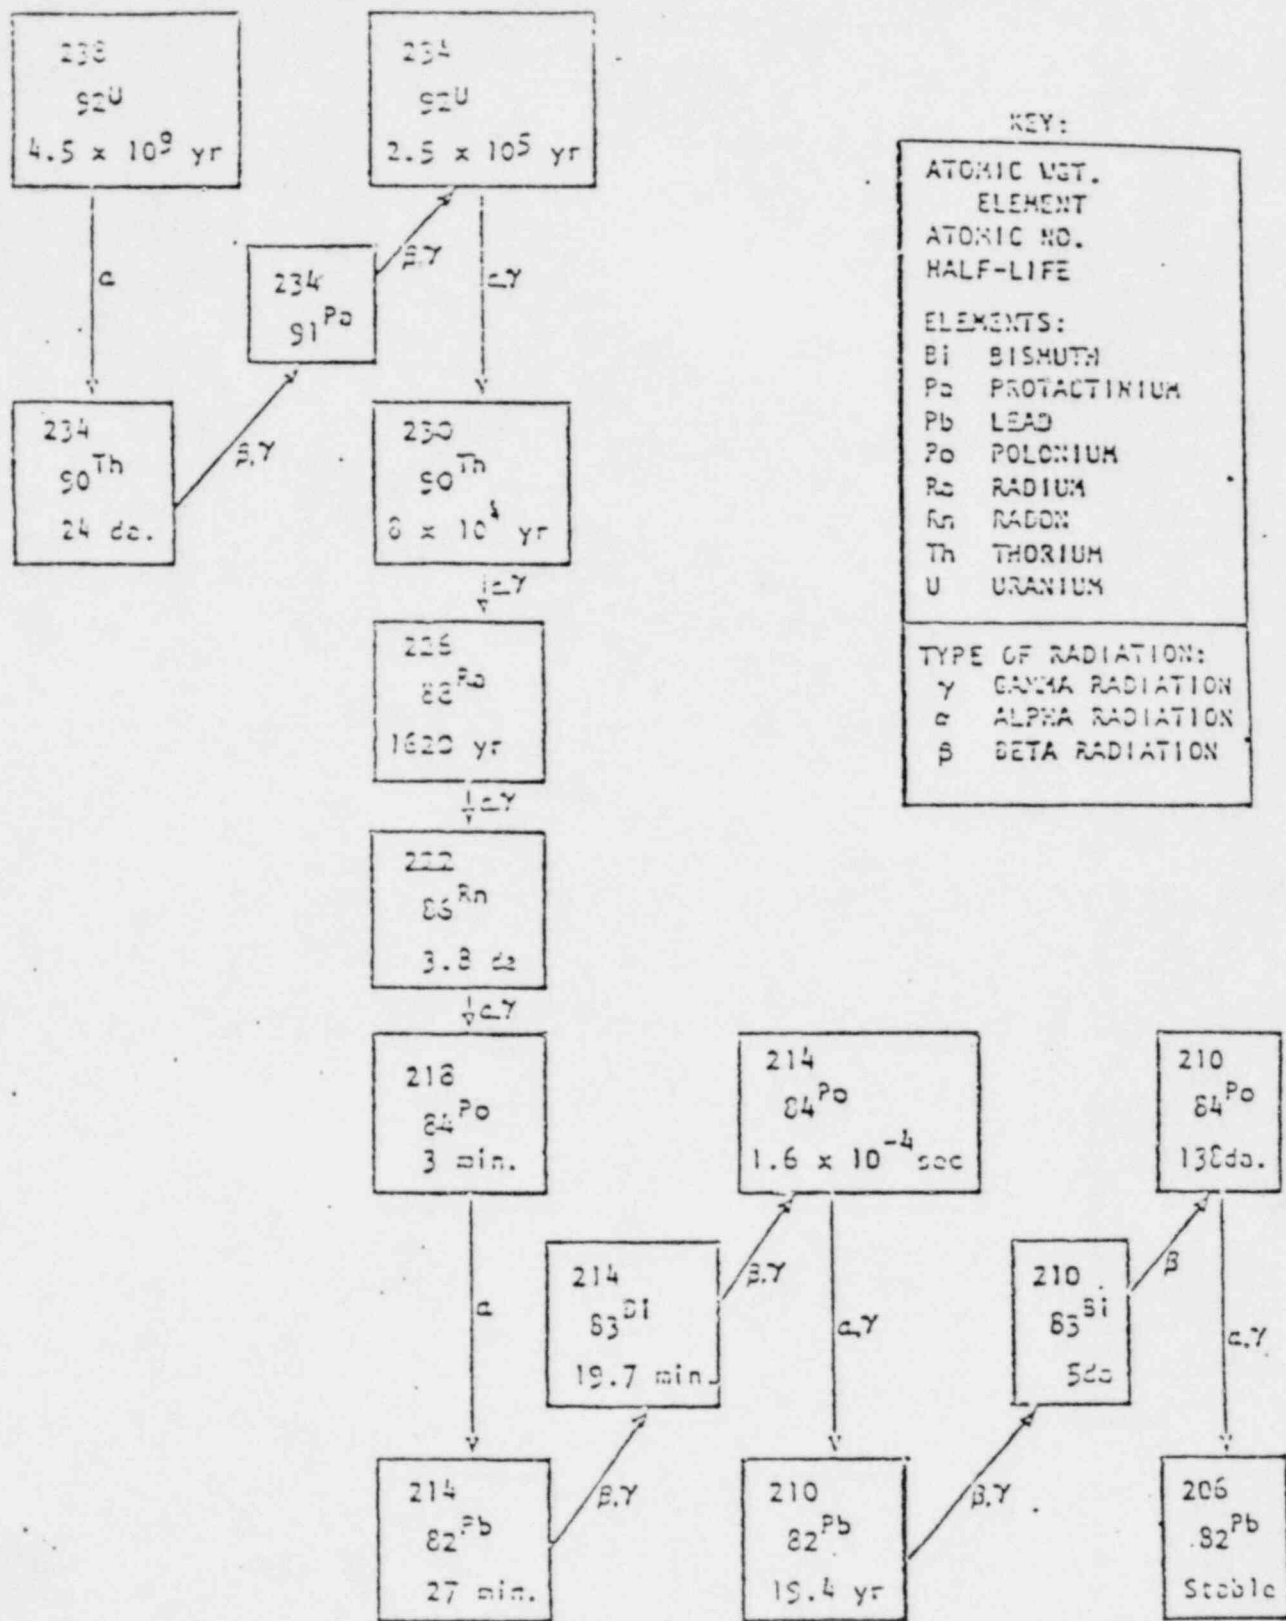 238
92U
4.5 x 10⁹ yr
α
234
90Th
24 da.
β,γ
234
91Pa
β,γ
234
92U
2.5 x 10⁵ yr
α,γ
230
90Th
8 x 10⁴ yr
α,γ
226
88Ra
1620 yr
α,γ
222
86Rn
3.8 da
α,γ
218
84Po
3 min.
α
214
82Pb
27 min.
β,γ
214
83Bi
19.7 min.
β,γ
214
84Po
1.6 x 10⁻⁴ sec
α,γ
210
82Pb
19.4 yr
β,γ
210
83Bi
5da
β
210
84Po
138da.
α,γ
206
82Pb
Stable
KEY:
ATOMIC WGT.
ELEMENT
ATOMIC NO.
HALF-LIFE
ELEMENTS:
Bi BISMUTH
Pa PROTACTINIUM
Pb LEAD
Po POLONIUM
Ra RADIUM
Rn RADON
Th THORIUM
U URANIUM
TYPE OF RADIATION:
γ GAMMA RADIATION
α ALPHA RADIATION
β BETA RADIATION